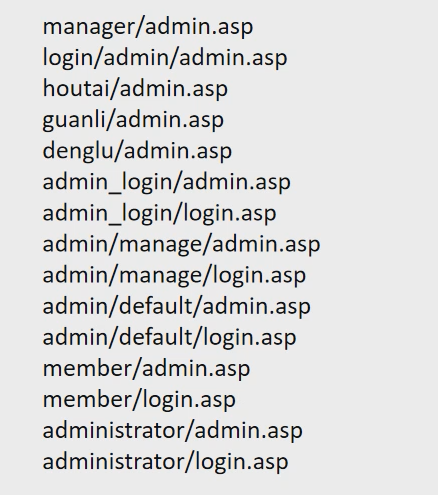 manager/admin.asp
login/admin/admin.asp
houtai/admin.asp
guanli/admin.asp
denglu/admin.asp
admin_login/admin.asp
admin_login/login.asp
admin/manage/admin.asp
admin/manage/login.asp
admin/default/admin.asp
admin/default/login.asp
member/admin.asp
member/login.asp
administrator/admin.asp
administrator/login.asp